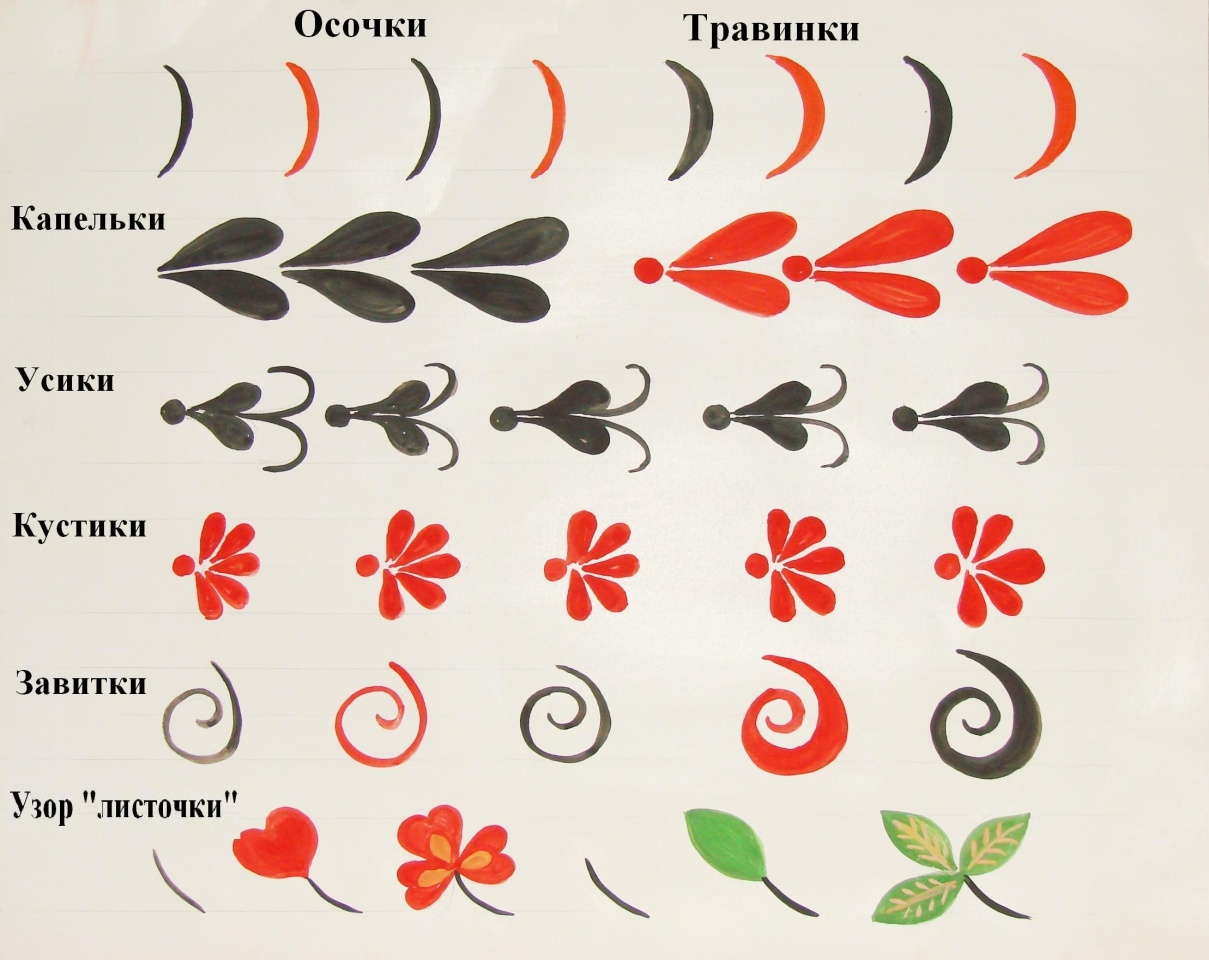 Осочки
Травинки
Капельки
Усики
Кустики
Завитки
Узор "листочки"